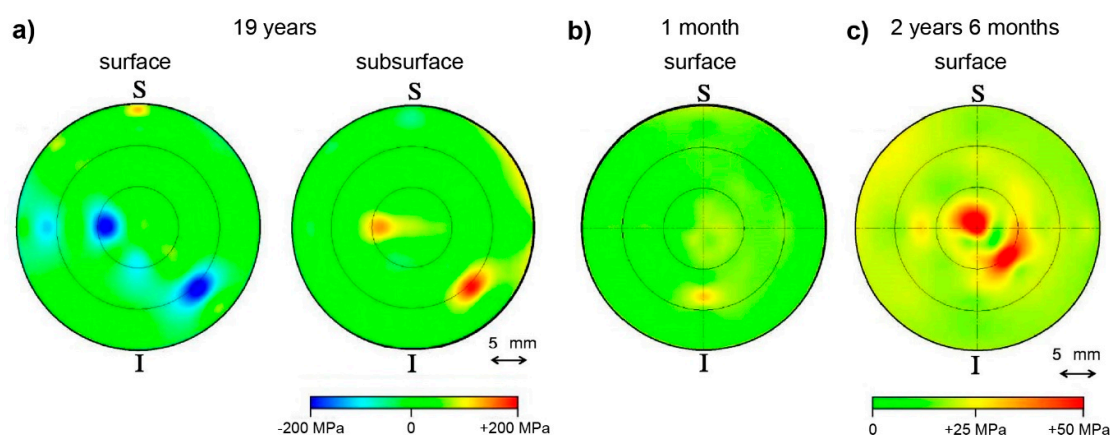 a) 19 years b) 1 month c) 2 years 6 months
surface subsurface surface surface
S S S S
I I I I
5 mm 5 mm
-200 MPa 0 +200 MPa 0 +25 MPa +50 MPa